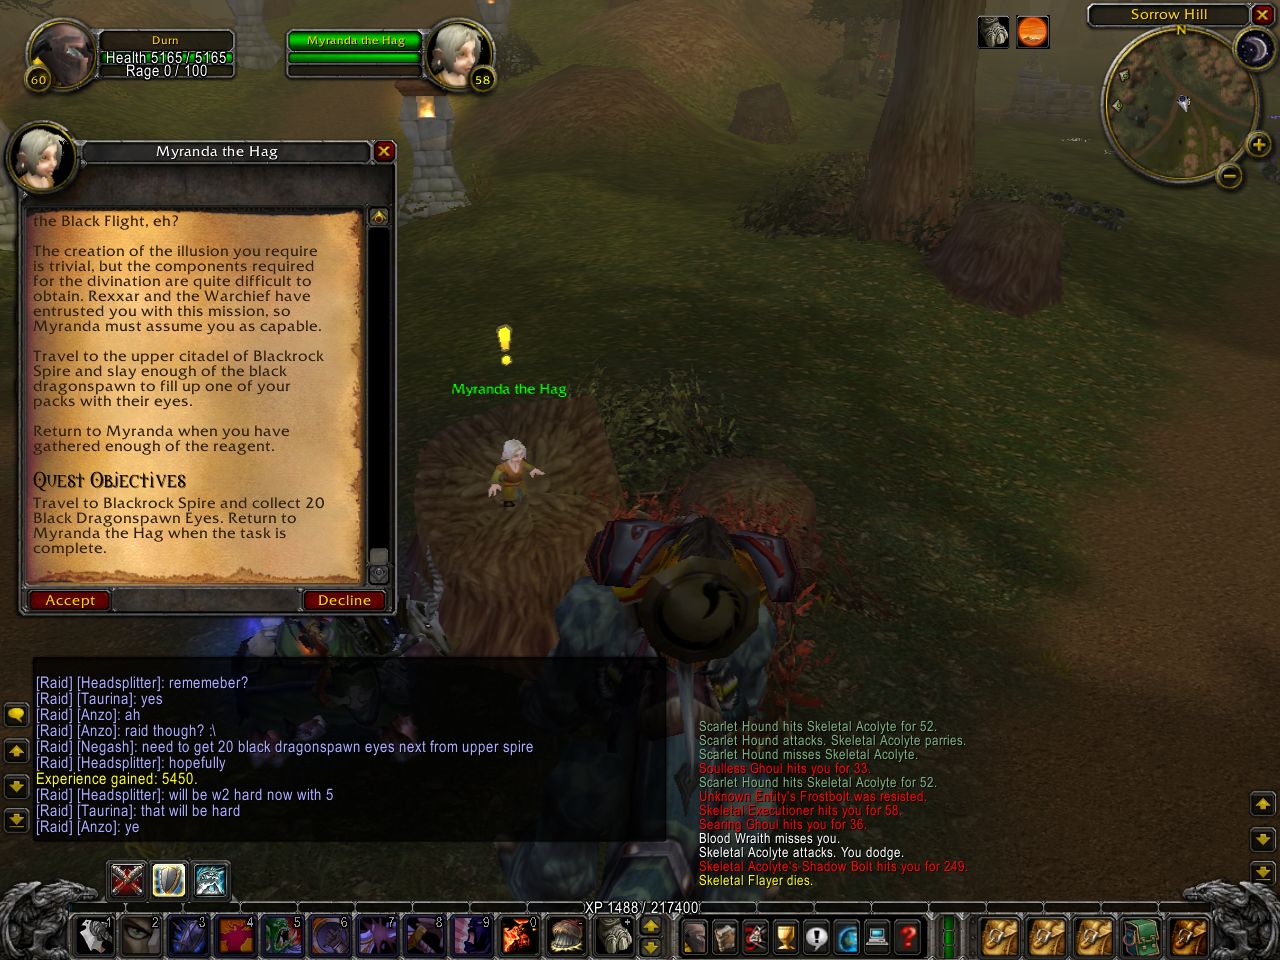 Durn
Health 5165 / 5165
Rage 0 / 100
60
Myranda the Hag
58
Sorrow Hill
N
Myranda the Hag
the Black Flight, eh?
The creation of the illusion you require
is trivial, but the components required
for the divination are quite difficult to
obtain. Rexxar and the Warchief have
entrusted you with this mission, so
Myranda must assume you as capable.
Travel to the upper citadel of Blackrock
Spire and slay enough of the black
dragonspawn to fill up one of your
packs with their eyes.
Return to Myranda when you have
gathered enough of the reagent.
Quest Objectives
Travel to Blackrock Spire and collect 20
Black Dragonspawn Eyes. Return to
Myranda the Hag when the task is
complete.
Accept
Decline
Myranda the Hag
[Raid] [Headsplitter]: rememeber?
[Raid] [Taurina]: yes
[Raid] [Anzo]: ah
[Raid] [Anzo]: raid though? :\
[Raid] [Negash]: need to get 20 black dragonspawn eyes next from upper spire
[Raid] [Headsplitter]: hopefully
Experience gained: 5450.
[Raid] [Headsplitter]: will be w2 hard now with 5
[Raid] [Taurina]: that will be hard
[Raid] [Anzo]: ye
Scarlet Hound hits Skeletal Acolyte for 52.
Scarlet Hound attacks. Skeletal Acolyte parries.
Scarlet Hound misses Skeletal Acolyte.
Soulless Ghoul hits you for 33.
Scarlet Hound hits Skeletal Acolyte for 52.
Unknown Entity's Frostbolt was resisted.
Skeletal Executioner hits you for 58.
Searing Ghoul hits you for 36.
Blood Wraith misses you.
Skeletal Acolyte attacks. You dodge.
Skeletal Acolyte's Shadow Bolt hits you for 249.
Skeletal Flayer dies.
XP 1488 / 217400
1 2 3 4 5 6 7 8 9 0 - +